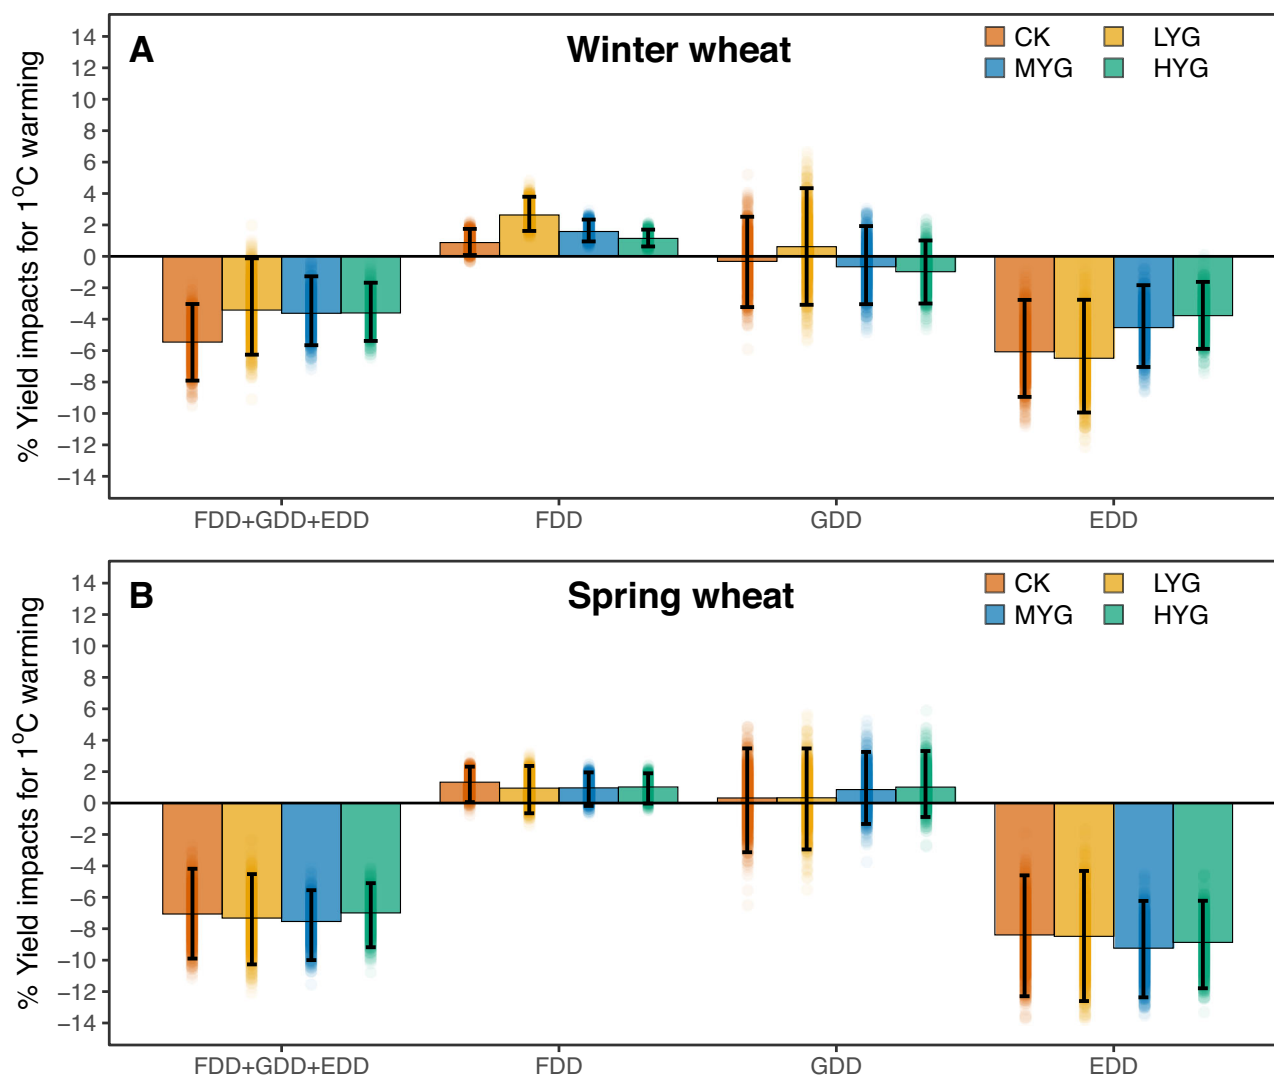 A
Winter wheat
CK
LYG
MYG
HYG
% Yield impacts for 1°C warming
14
12
10
8
6
4
2
0
−2
−4
−6
−8
−10
−12
−14
FDD+GDD+EDD
FDD
GDD
EDD
B
Spring wheat
CK
LYG
MYG
HYG
% Yield impacts for 1°C warming
14
12
10
8
6
4
2
0
−2
−4
−6
−8
−10
−12
−14
FDD+GDD+EDD
FDD
GDD
EDD